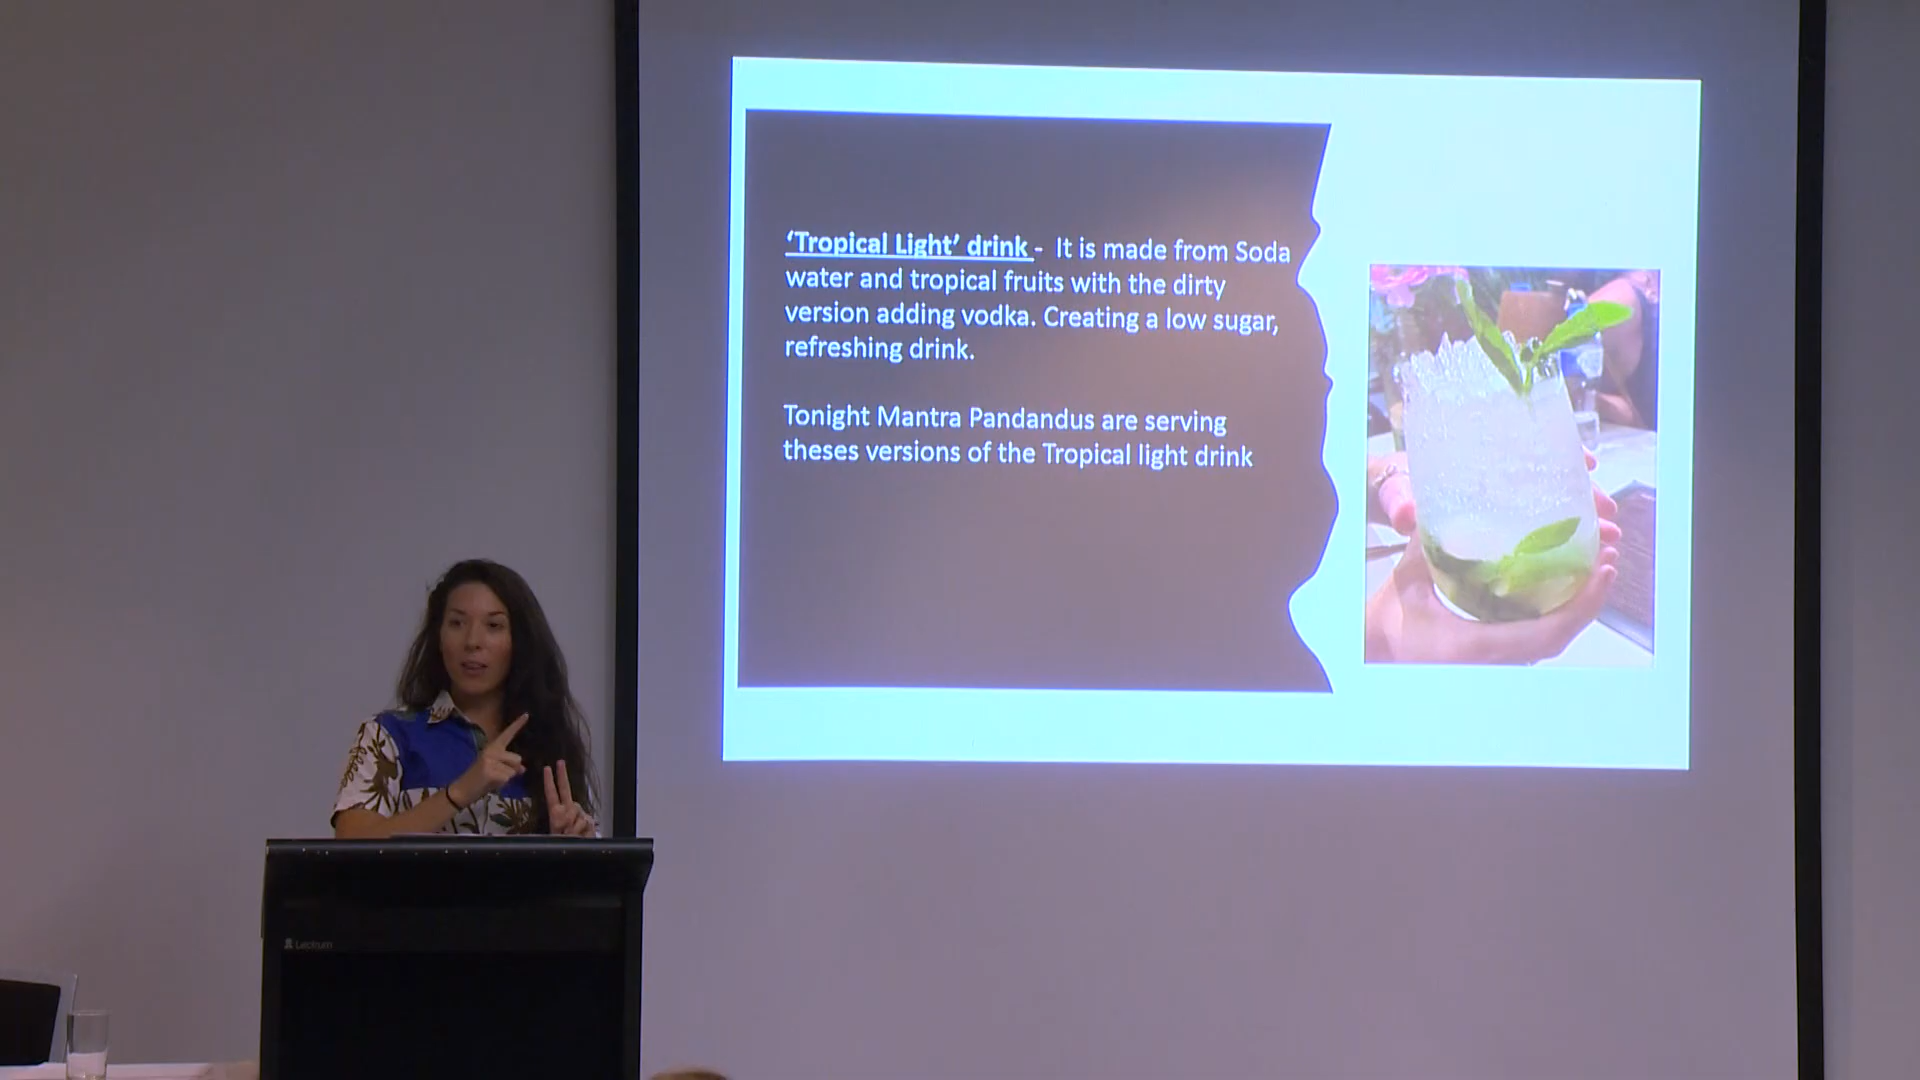 ‘Tropical Light’ drink - It is made from Soda
water and tropical fruits with the dirty
version adding vodka. Creating a low sugar,
refreshing drink.
Tonight Mantra Pandandus are serving
theses versions of the Tropical light drink
Lectrum